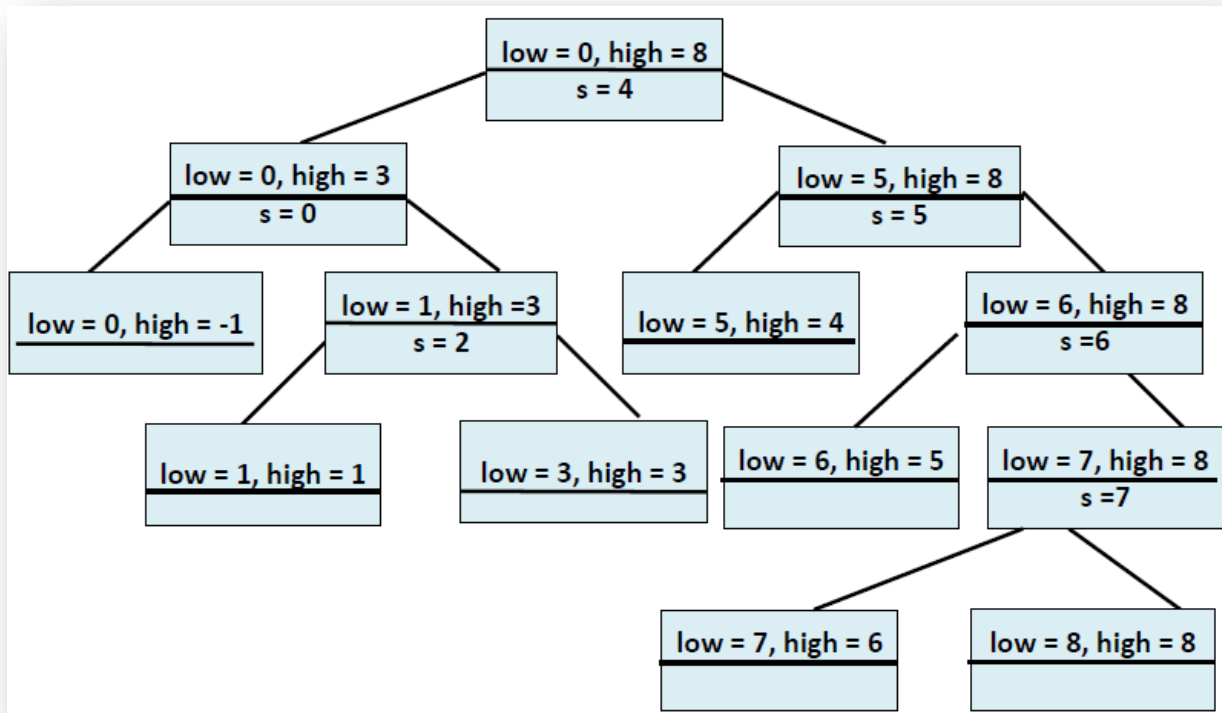 low = 0, high = 8
s = 4
low = 0, high = 3
s = 0
low = 5, high = 8
s = 5
low = 0, high = -1
low = 1, high =3
s = 2
low = 5, high = 4
low = 6, high = 8
s =6
low = 1, high = 1
low = 3, high = 3
low = 6, high = 5
low = 7, high = 8
s =7
low = 7, high = 6
low = 8, high = 8